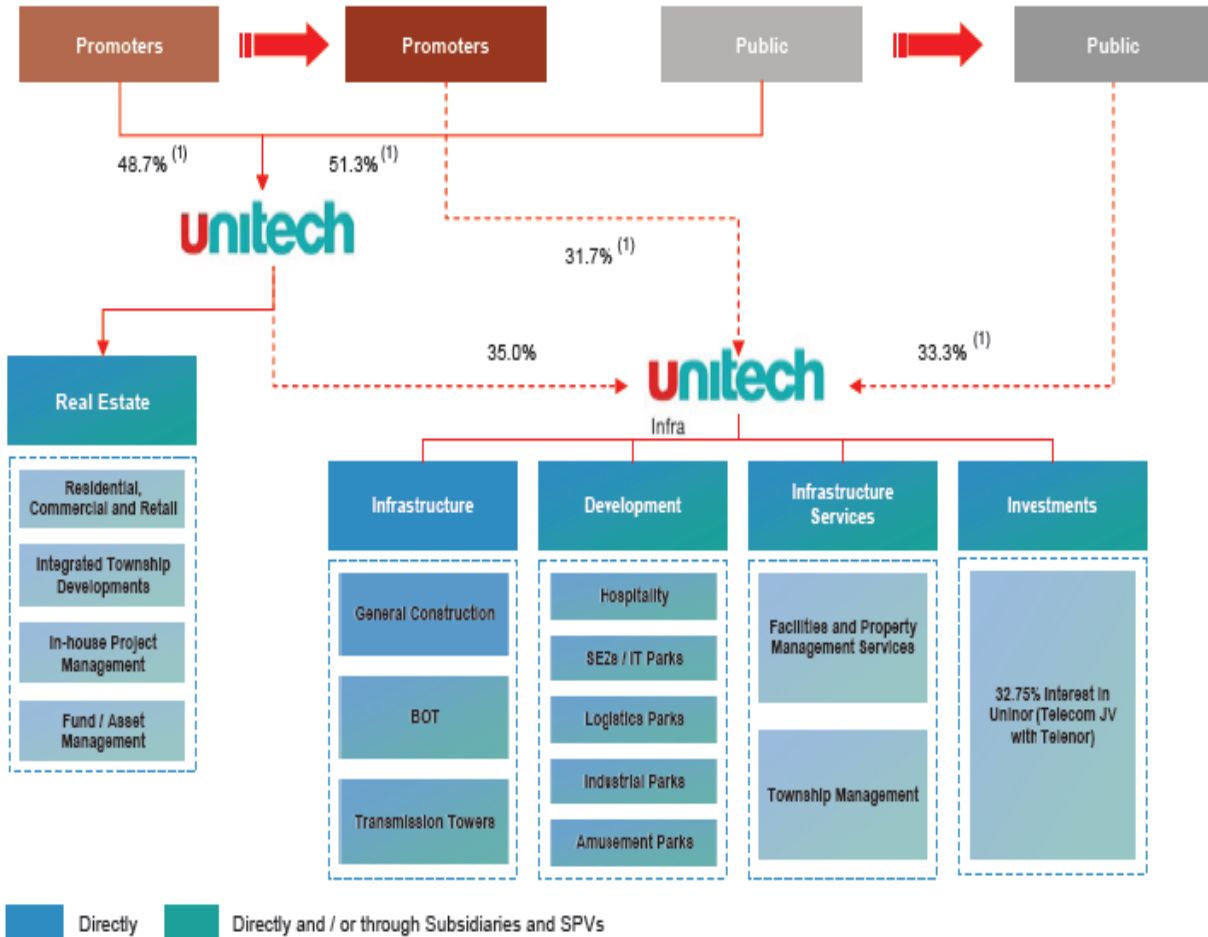 Promoters
Promoters
Public
Public
48.7% (1)
51.3% (1)
unitech
31.7% (1)
35.0%
33.3% (1)
unitech
Infra
Real Estate
Residential,
Commercial and Retail
Integrated Township
Developments
In-house Project
Management
Fund / Asset
Management
Infrastructure
General Construction
BOT
Transmission Towers
Development
Hospitality
SEZs / IT Parks
Logistics Parks
Industrial Parks
Amusement Parks
Infrastructure
Services
Facilities and Property
Management Services
Township Management
Investments
32.75% Interest in
Uninor (Telecom JV
with Telenor)
Directly
Directly and / or through Subsidiaries and SPVs